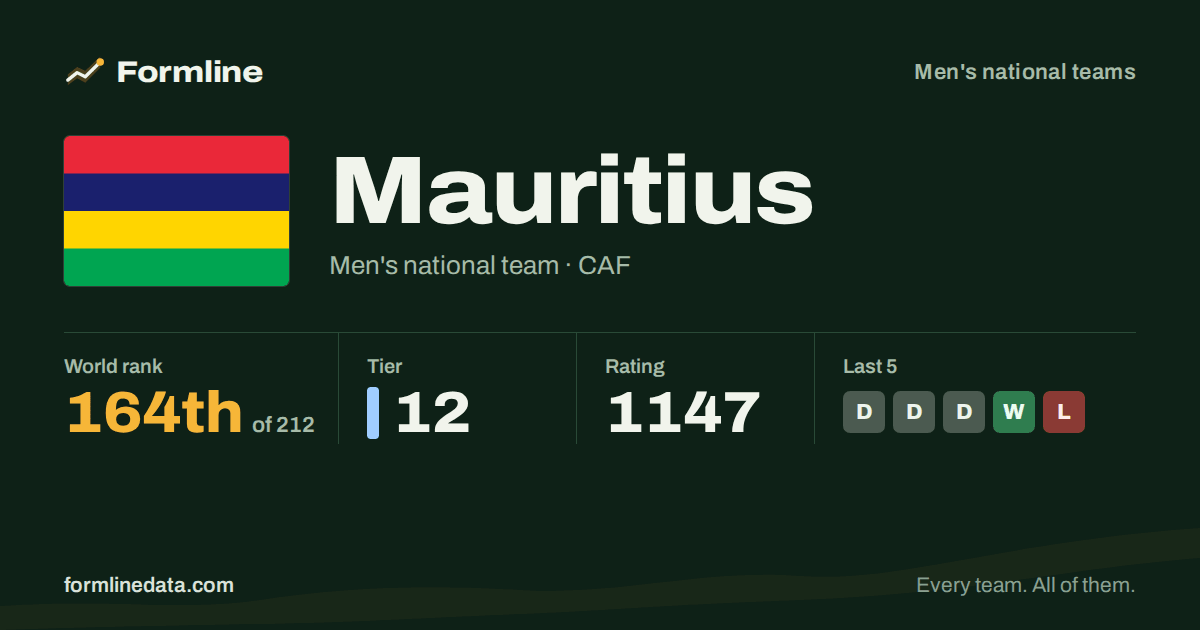 Formline
Men's national teams
Mauritius
Men's national team · CAF
World rank
164th of 212
Tier
12
Rating
1147
Last 5
D D D W L
formlinedata.com
Every team. All of them.